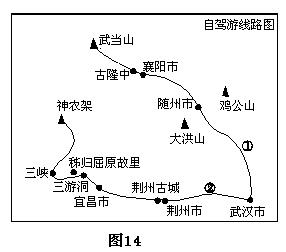 自驾游线路图
武当山
襄阳市
古隆中
神农架
随州市
鸡公山
大洪山
①
三峡
秭归屈原故里
三游洞
宜昌市
荆州古城
②
荆州市
武汉市
图14